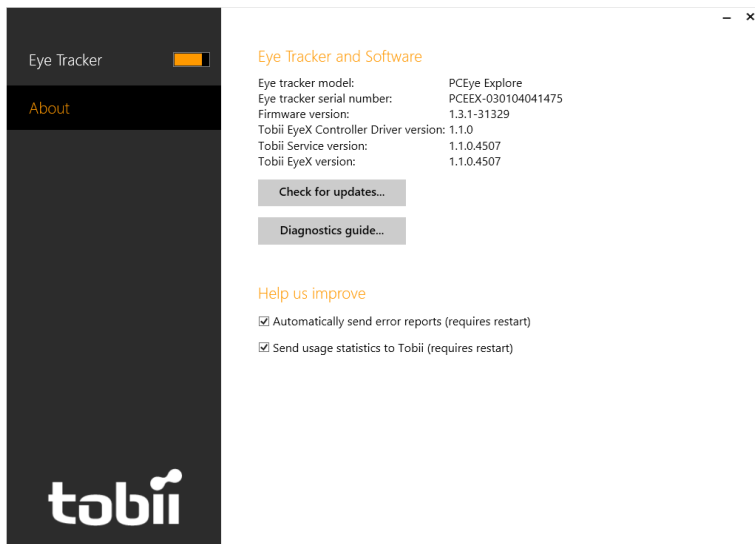 Eye Tracker
About
Eye Tracker and Software
Eye tracker model: PCEye Explore
Eye tracker serial number: PCEEX-030104041475
Firmware version: 1.3.1-31329
Tobii EyeX Controller Driver version: 1.1.0
Tobii Service version: 1.1.0.4507
Tobii EyeX version: 1.1.0.4507
Check for updates...
Diagnostics guide...
Help us improve
Automatically send error reports (requires restart)
Send usage statistics to Tobii (requires restart)
tobii